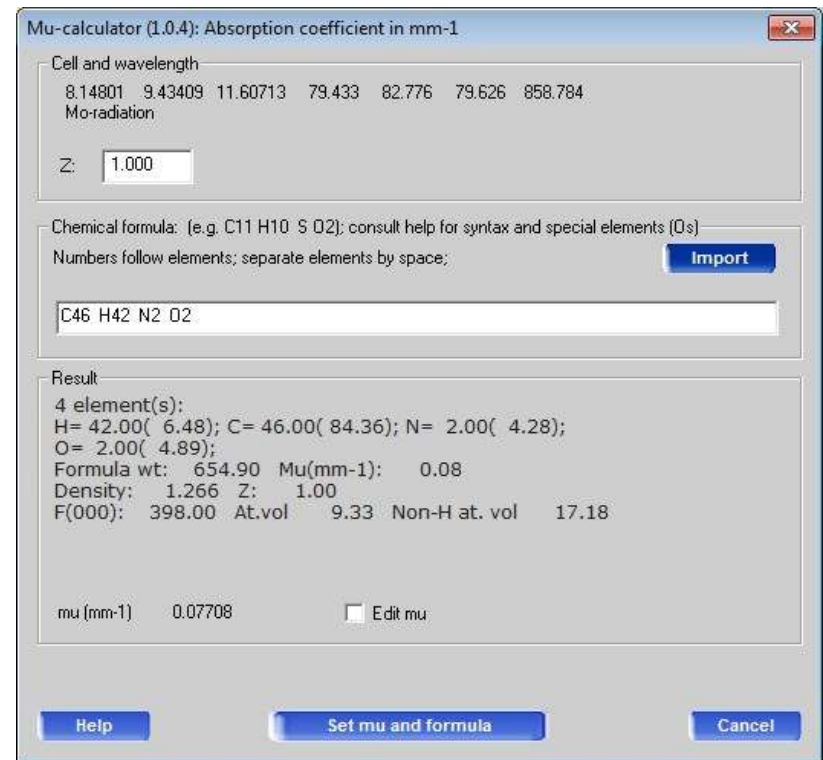 Mu-calculator (1.0.4): Absorption coefficient in mm-1
Cell and wavelength
8.14801 9.43409 11.60713 79.433 82.776 79.626 858.784
Mo-radiation
Z: 1.000
Chemical formula: (e.g. C11 H10 S O2); consult help for syntax and special elements (Os)
Numbers follow elements; separate elements by space;
Import
C46 H42 N2 O2
Result
4 element(s):
H= 42.00( 6.48); C= 46.00( 84.36); N= 2.00( 4.28);
O= 2.00( 4.89);
Formula wt: 654.90 Mu(mm-1): 0.08
Density: 1.266 Z: 1.00
F(000): 398.00 At.vol 9.33 Non-H at. vol 17.18
mu (mm-1) 0.07708 Edit mu
Help Set mu and formula Cancel